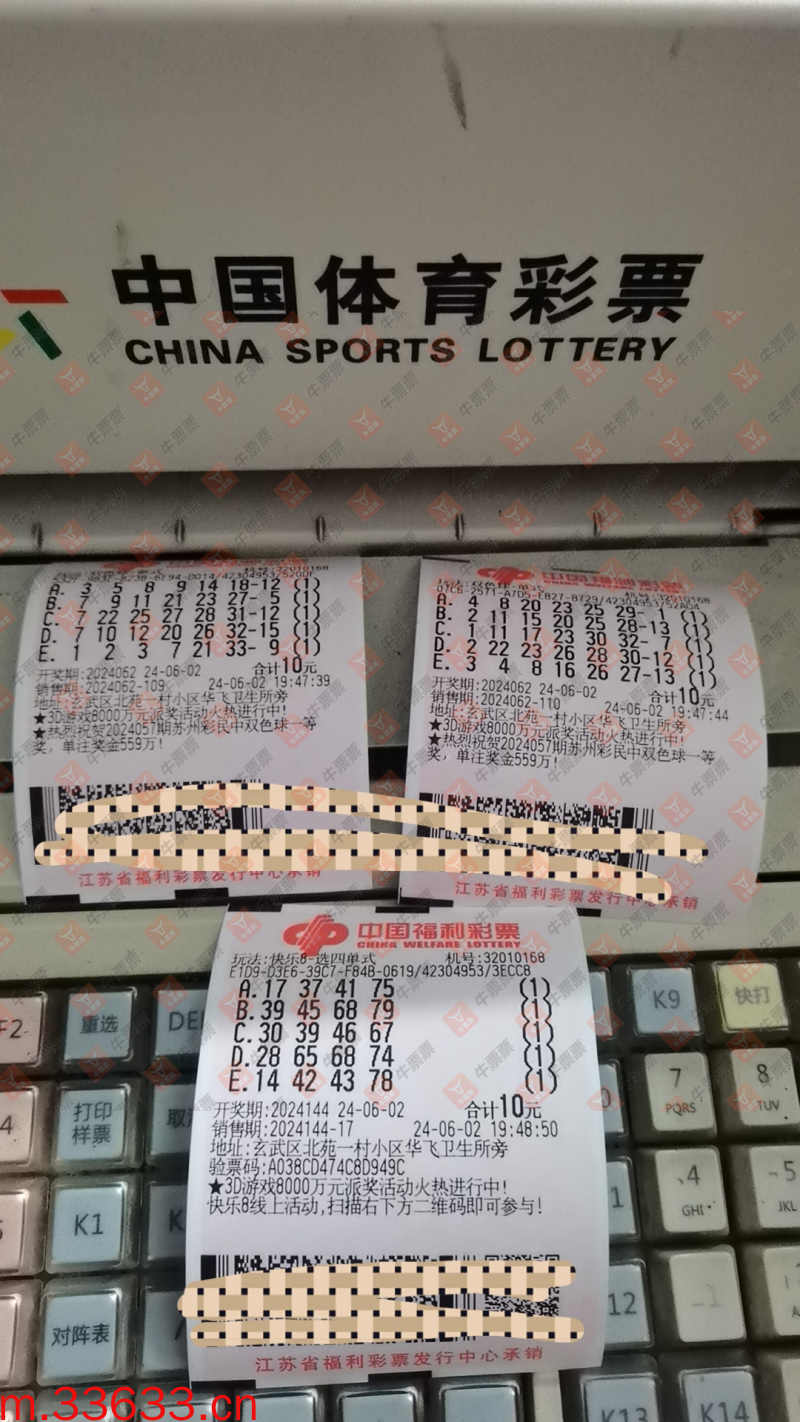 中国体育彩票
CHINA SPORTS LOTTERY
A. 3 5 8 9 14 18-12 (1)
B. 7 9 11 21 23 27- 5 (1)
C. 7 22 25 27 28 31-12 (1)
D. 7 10 12 20 26 32-15 (1)
E. 1 2 3 7 21 33- 9 (1)
开奖期:2024062 24-06-02 合计10元
销售期:2024062-109 24-06-02 19:47:39
地址:玄武区北苑一村小区华飞卫生所旁
★3D游戏8000万元派奖活动火热进行中!
★热烈祝贺2024057期苏州彩民中双色球一等
奖,单注奖金559万!
江苏省福利彩票发行中心承销
中国福利彩票
玩法:双色球-单式 机号:32010168
A. 4 8 20 23 25 29- 1 (1)
B. 2 11 15 20 25 28-13 (1)
C. 1 11 17 23 30 32- 7 (1)
D. 2 22 23 26 28 30-12 (1)
E. 3 4 8 16 26 27-13 (1)
开奖期:2024062 24-06-02 合计10元
销售期:2024062-110 24-06-02 19:47:44
地址:玄武区北苑一村小区华飞卫生所旁
★3D游戏8000万元派奖活动火热进行中!
★热烈祝贺2024057期苏州彩民中双色球一等
奖,单注奖金559万!
江苏省福利彩票发行中心承销
中国福利彩票
CHINA WELFARE LOTTERY
玩法:快乐8-选四单式 机号:32010168
E1D9-D3E6-39C7-F84B-0619/42304953/3ECC8
A.17 37 41 75 (1)
B.39 45 68 79 (1)
C.30 39 46 67 (1)
D.28 65 68 74 (1)
E.14 42 43 78 (1)
开奖期:2024144 24-06-02 合计10元
销售期:2024144-17 24-06-02 19:48:50
地址:玄武区北苑一村小区华飞卫生所旁
验票码:A038CD474C8D949C
★3D游戏8000万元派奖活动火热进行中!
快乐8线上活动,扫描右下方二维码即可参与!
江苏省福利彩票发行中心承销
F2 重选 DEL K9 快打
打印
样票
7 PQRS 8 TUV
K1 4 GHI 5 JKL
对阵表 12
K13 K14
牛票票
m.33633.cn